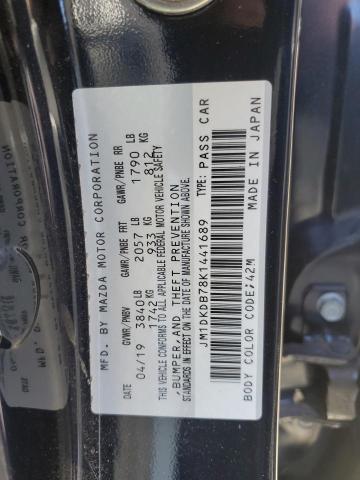 MFD. BY MAZDA MOTOR CORPORATION
DATE GVWR/PNBV GAWR/PNBE FRT GAWR/PNBE RR
04/19 3840LB 2057 LB 1790 LB
1742KG 933 KG 812 KG
THIS VEHICLE CONFORMS TO ALL APPLICABLE FEDERAL MOTOR VEHICLE SAFETY
,BUMPER,AND THEFT PREVENTION
STANDARDS IN EFFECT ON THE DATE OF MANUFACTURE SHOWN ABOVE.
JM1DKDB78K1441689 TYPE: PASS CAR
BODY COLOR CODE;42M MADE IN JAPAN